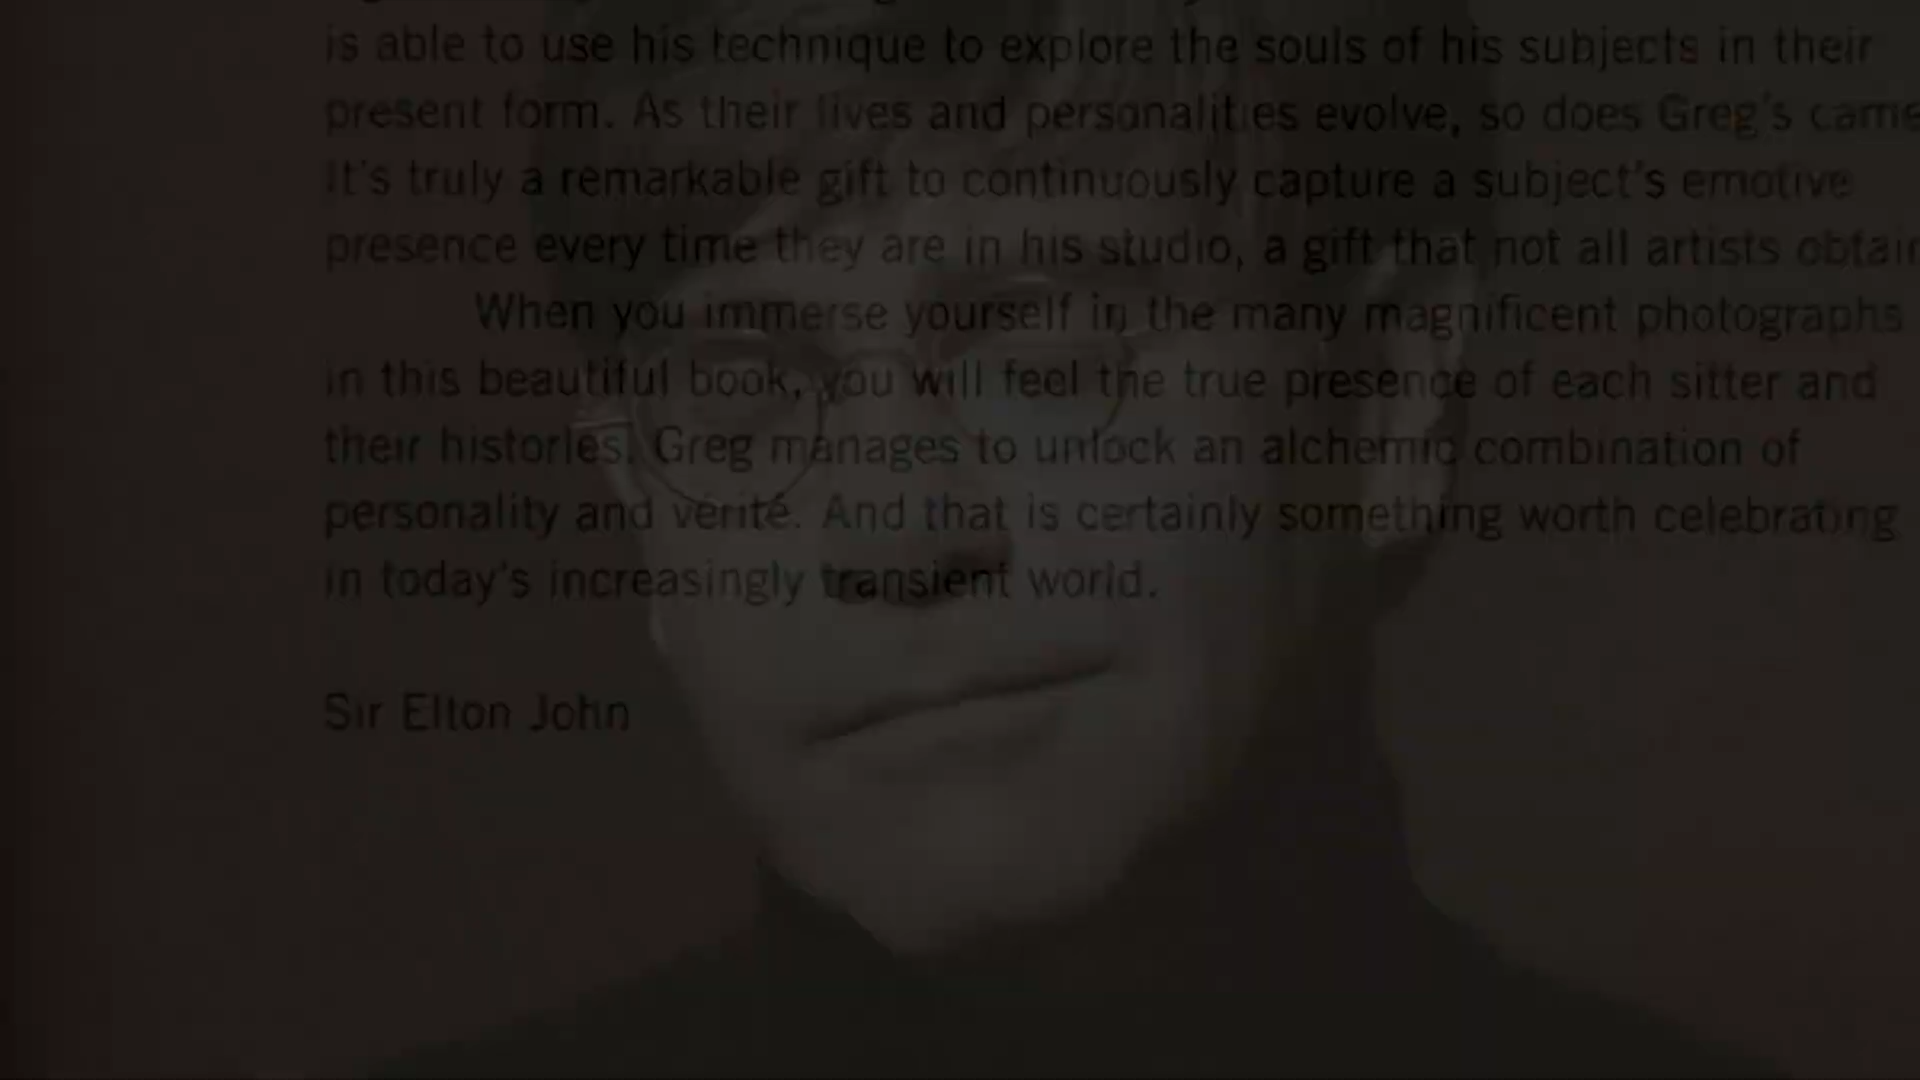 is able to use his technique to explore the souls of his subjects in their
present form. As their lives and personalities evolve, so does Greg's
It's truly a remarkable gift to continuously capture a subject's emotive
presence every time they are in his studio, a gift that not all artists
When you immerse yourself in the many magnificent photographs
in this beautiful book, you will feel the true presence of each sitter and
their histories. Greg manages to unlock an alchemic combination of
personality and vérité. And that is certainly something worth celebrating
in today's increasingly transient world.
Sir Elton John